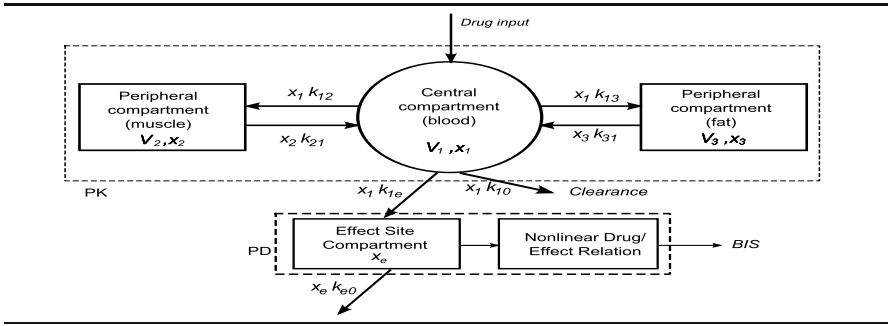 Drug input
Peripheral
compartment
(muscle)
V₂,x₂
x₁ k₁₂
x₂ k₂₁
Central
compartment
(blood)
V₁ ,x₁
x₁ k₁₃
x₃ k₃₁
Peripheral
compartment
(fat)
V₃ ,x₃
PK
x₁ k₁ₑ
x₁ k₁₀
Clearance
PD
Effect Site
Compartment
xₑ
Nonlinear Drug/
Effect Relation
BIS
xₑ kₑ₀